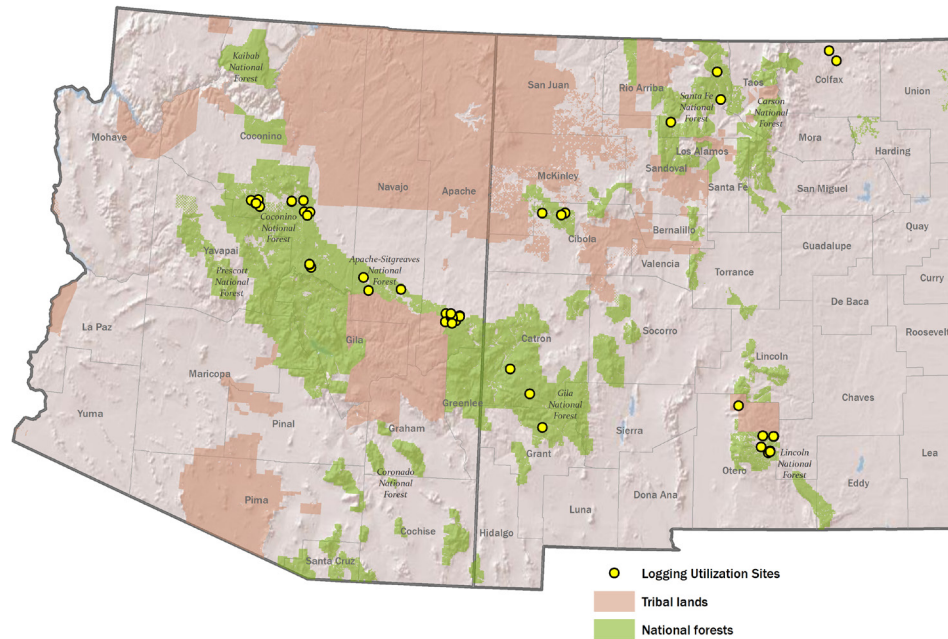 Kaibab
National
Forest
Mohave
Coconino
Navajo
Apache
San Juan
Rio Arriba
Taos
Colfax
Union
Santa Fe
National
Forest
Carson
National
Forest
Los Alamos
Mora
Harding
McKinley
Sandoval
Santa Fe
San Miguel
Coconino
National
Forest
Cibola
Bernalillo
Quay
Yavapai
Prescott
National
Forest
Apache-Sitgreaves
National
Forest
Valencia
Torrance
Guadalupe
Curry
De Baca
La Paz
Gila
Catron
Socorro
Roosevelt
Lincoln
Maricopa
Greenlee
Gila
National
Forest
Chaves
Yuma
Pinal
Graham
Sierra
Grant
Otero
Lincoln
National
Forest
Lea
Coronado
National
Forest
Pima
Eddy
Dona Ana
Luna
Cochise
Hidalgo
Santa Cruz
Logging Utilization Sites
Tribal lands
National forests